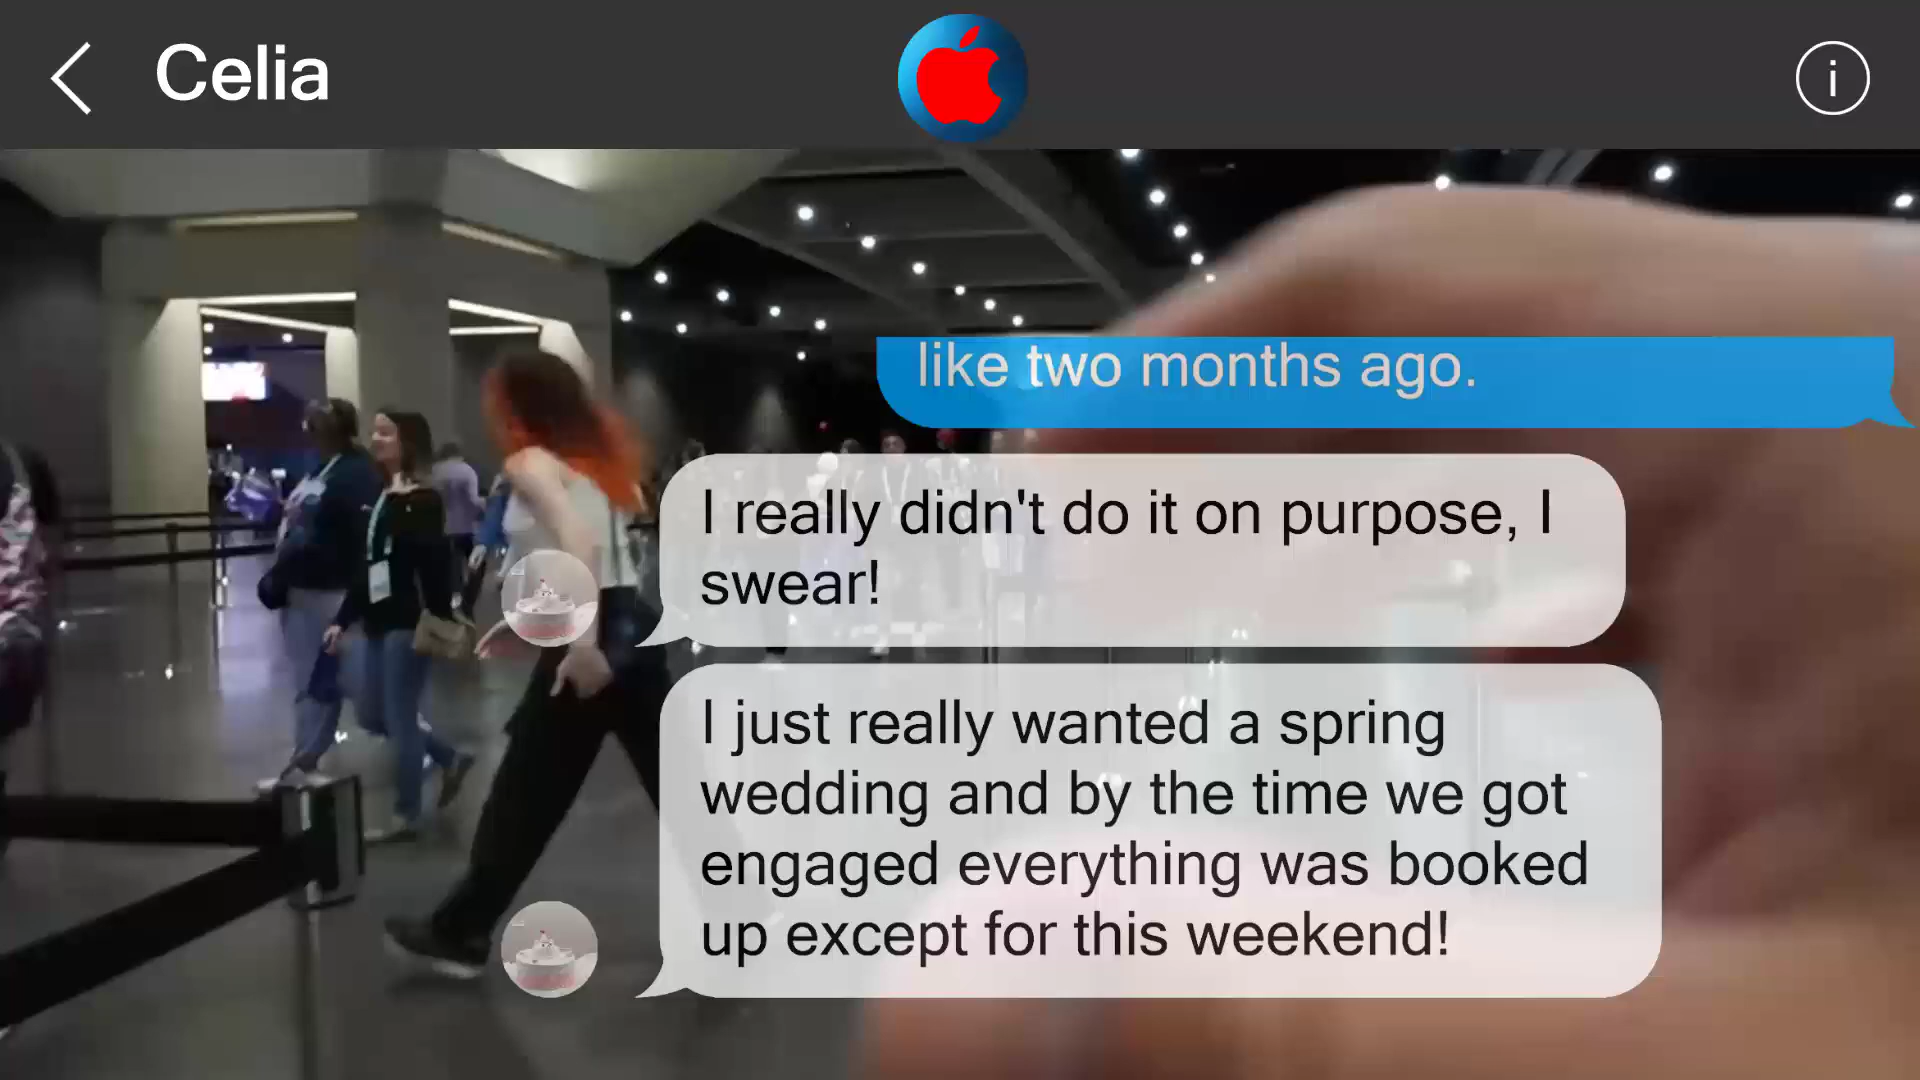 Celia
i
like two months ago.
I really didn't do it on purpose, I
swear!
I just really wanted a spring
wedding and by the time we got
engaged everything was booked
up except for this weekend!